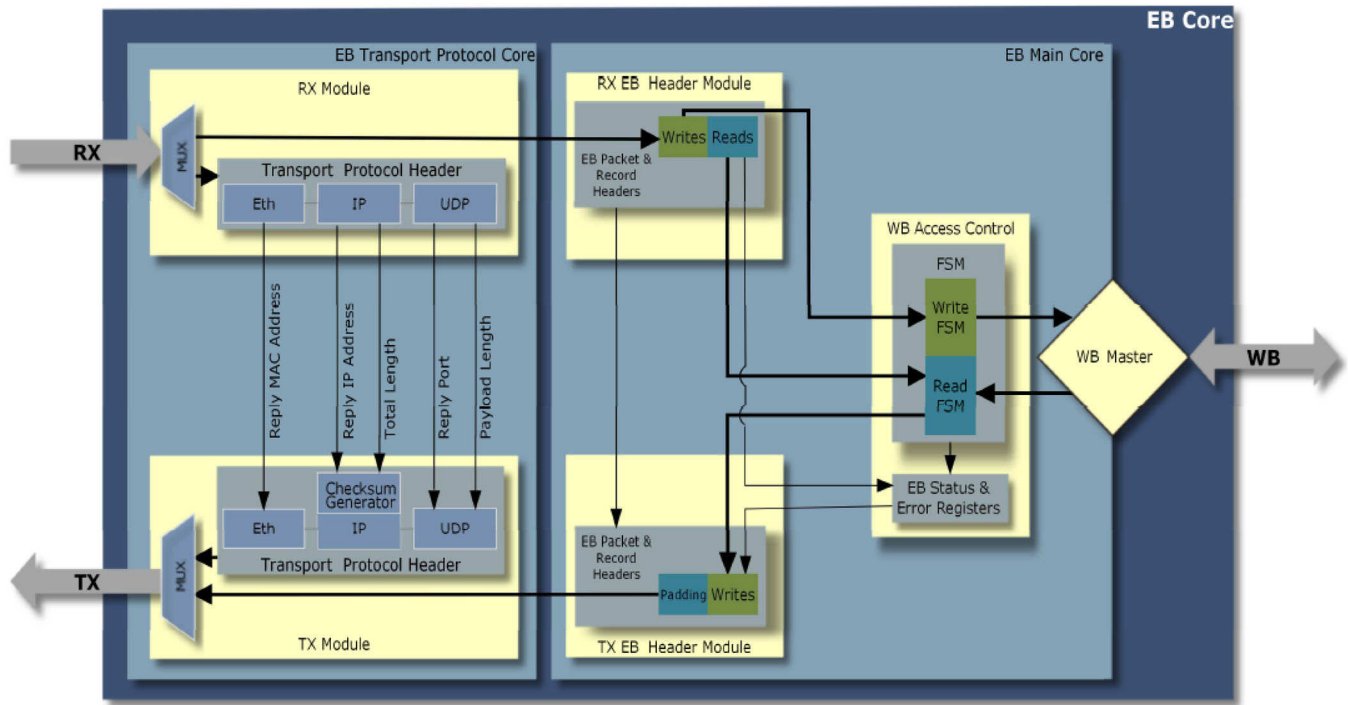 EB Core
EB Transport Protocol Core
EB Main Core
RX Module
RX
MUX
Transport Protocol Header
Eth
IP
UDP
Reply MAC Address
Reply IP Address
Total Length
Reply Port
Payload Length
Checksum
Generator
Eth
IP
UDP
Transport Protocol Header
MUX
TX
TX Module
RX EB Header Module
Writes
Reads
EB Packet &
Record
Headers
WB Access Control
FSM
Write
FSM
Read
FSM
WB Master
WB
EB Status &
Error Registers
EB Packet &
Record
Headers
Padding
Writes
TX EB Header Module